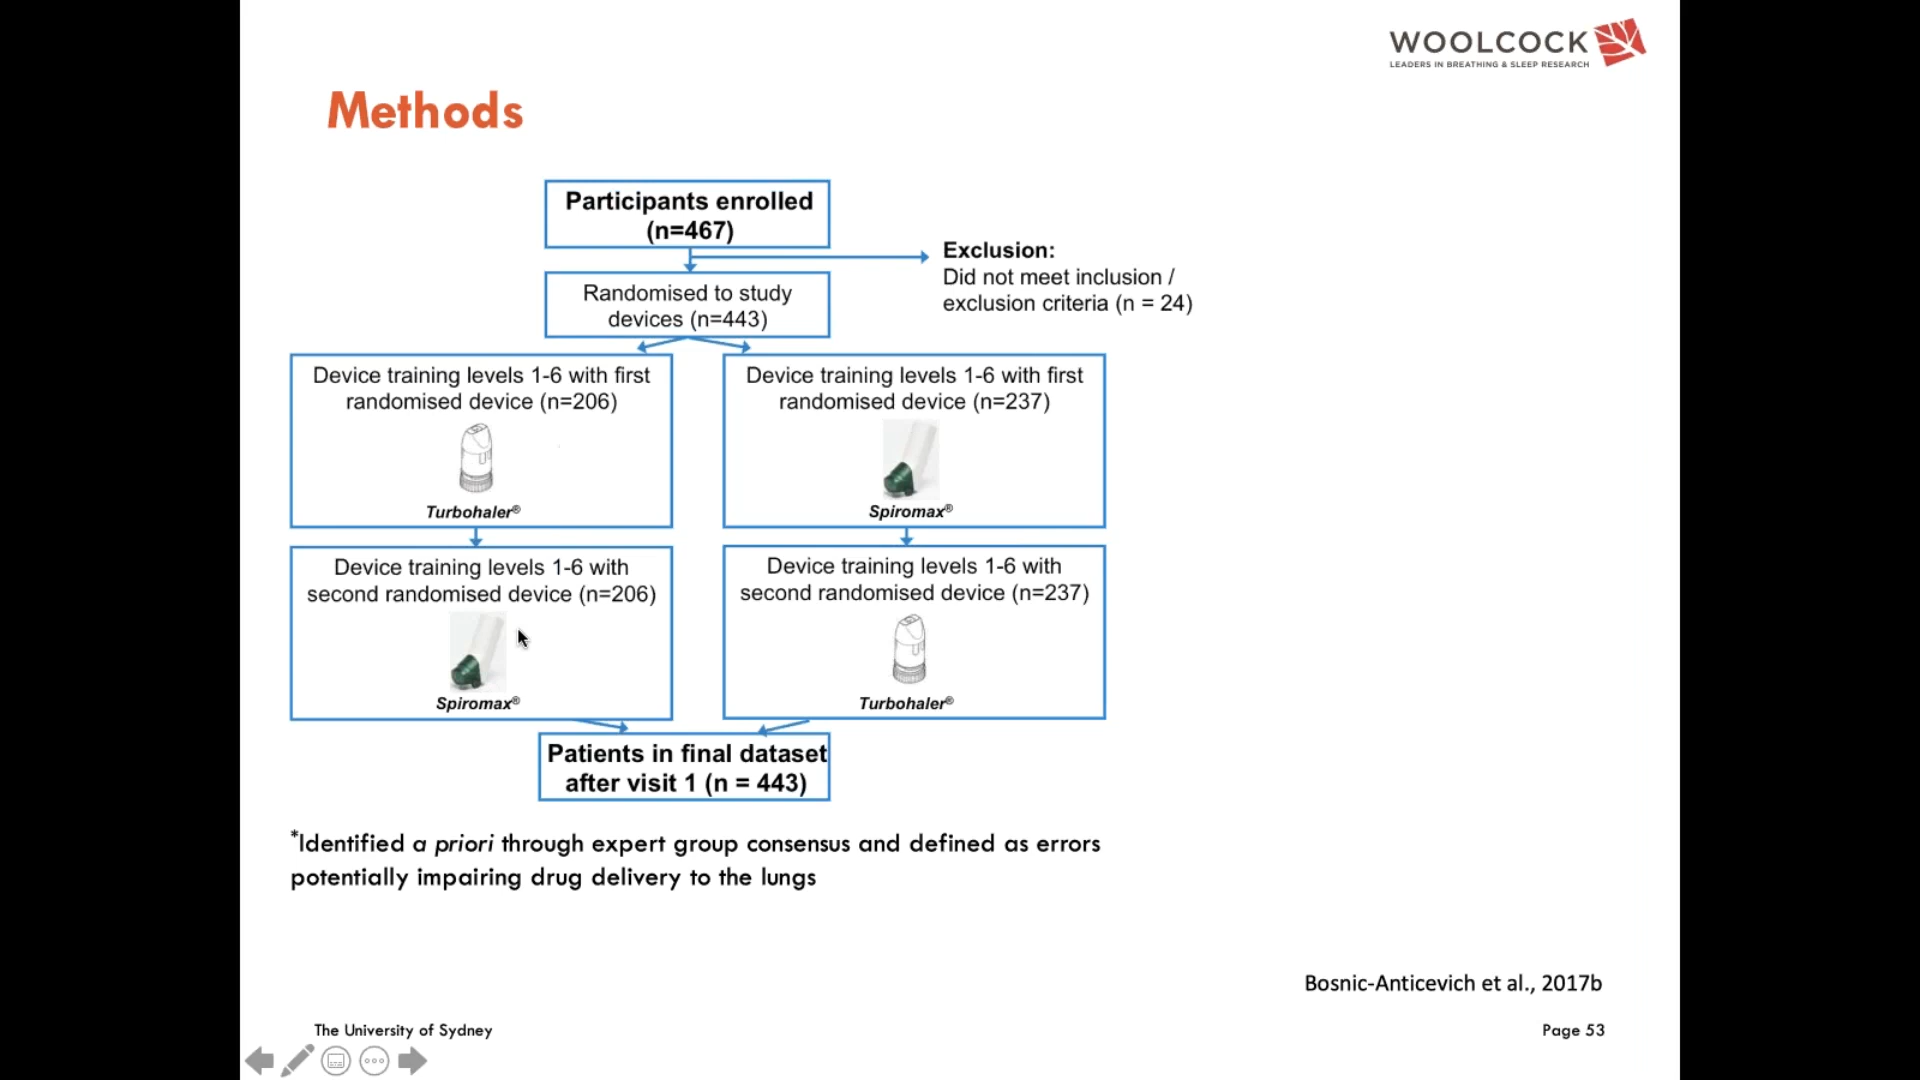 WOOLCOCK
LEADERS IN BREATHING & SLEEP RESEARCH
Methods
Participants enrolled
(n=467)
Exclusion:
Did not meet inclusion /
exclusion criteria (n = 24)
Randomised to study
devices (n=443)
Device training levels 1-6 with first
randomised device (n=206)
Turbohaler®
Device training levels 1-6 with first
randomised device (n=237)
Spiromax®
Device training levels 1-6 with
second randomised device (n=206)
Spiromax®
Device training levels 1-6 with
second randomised device (n=237)
Turbohaler®
Patients in final dataset
after visit 1 (n = 443)
*Identified a priori through expert group consensus and defined as errors
potentially impairing drug delivery to the lungs
Bosnic-Anticevich et al., 2017b
The University of Sydney
Page 53